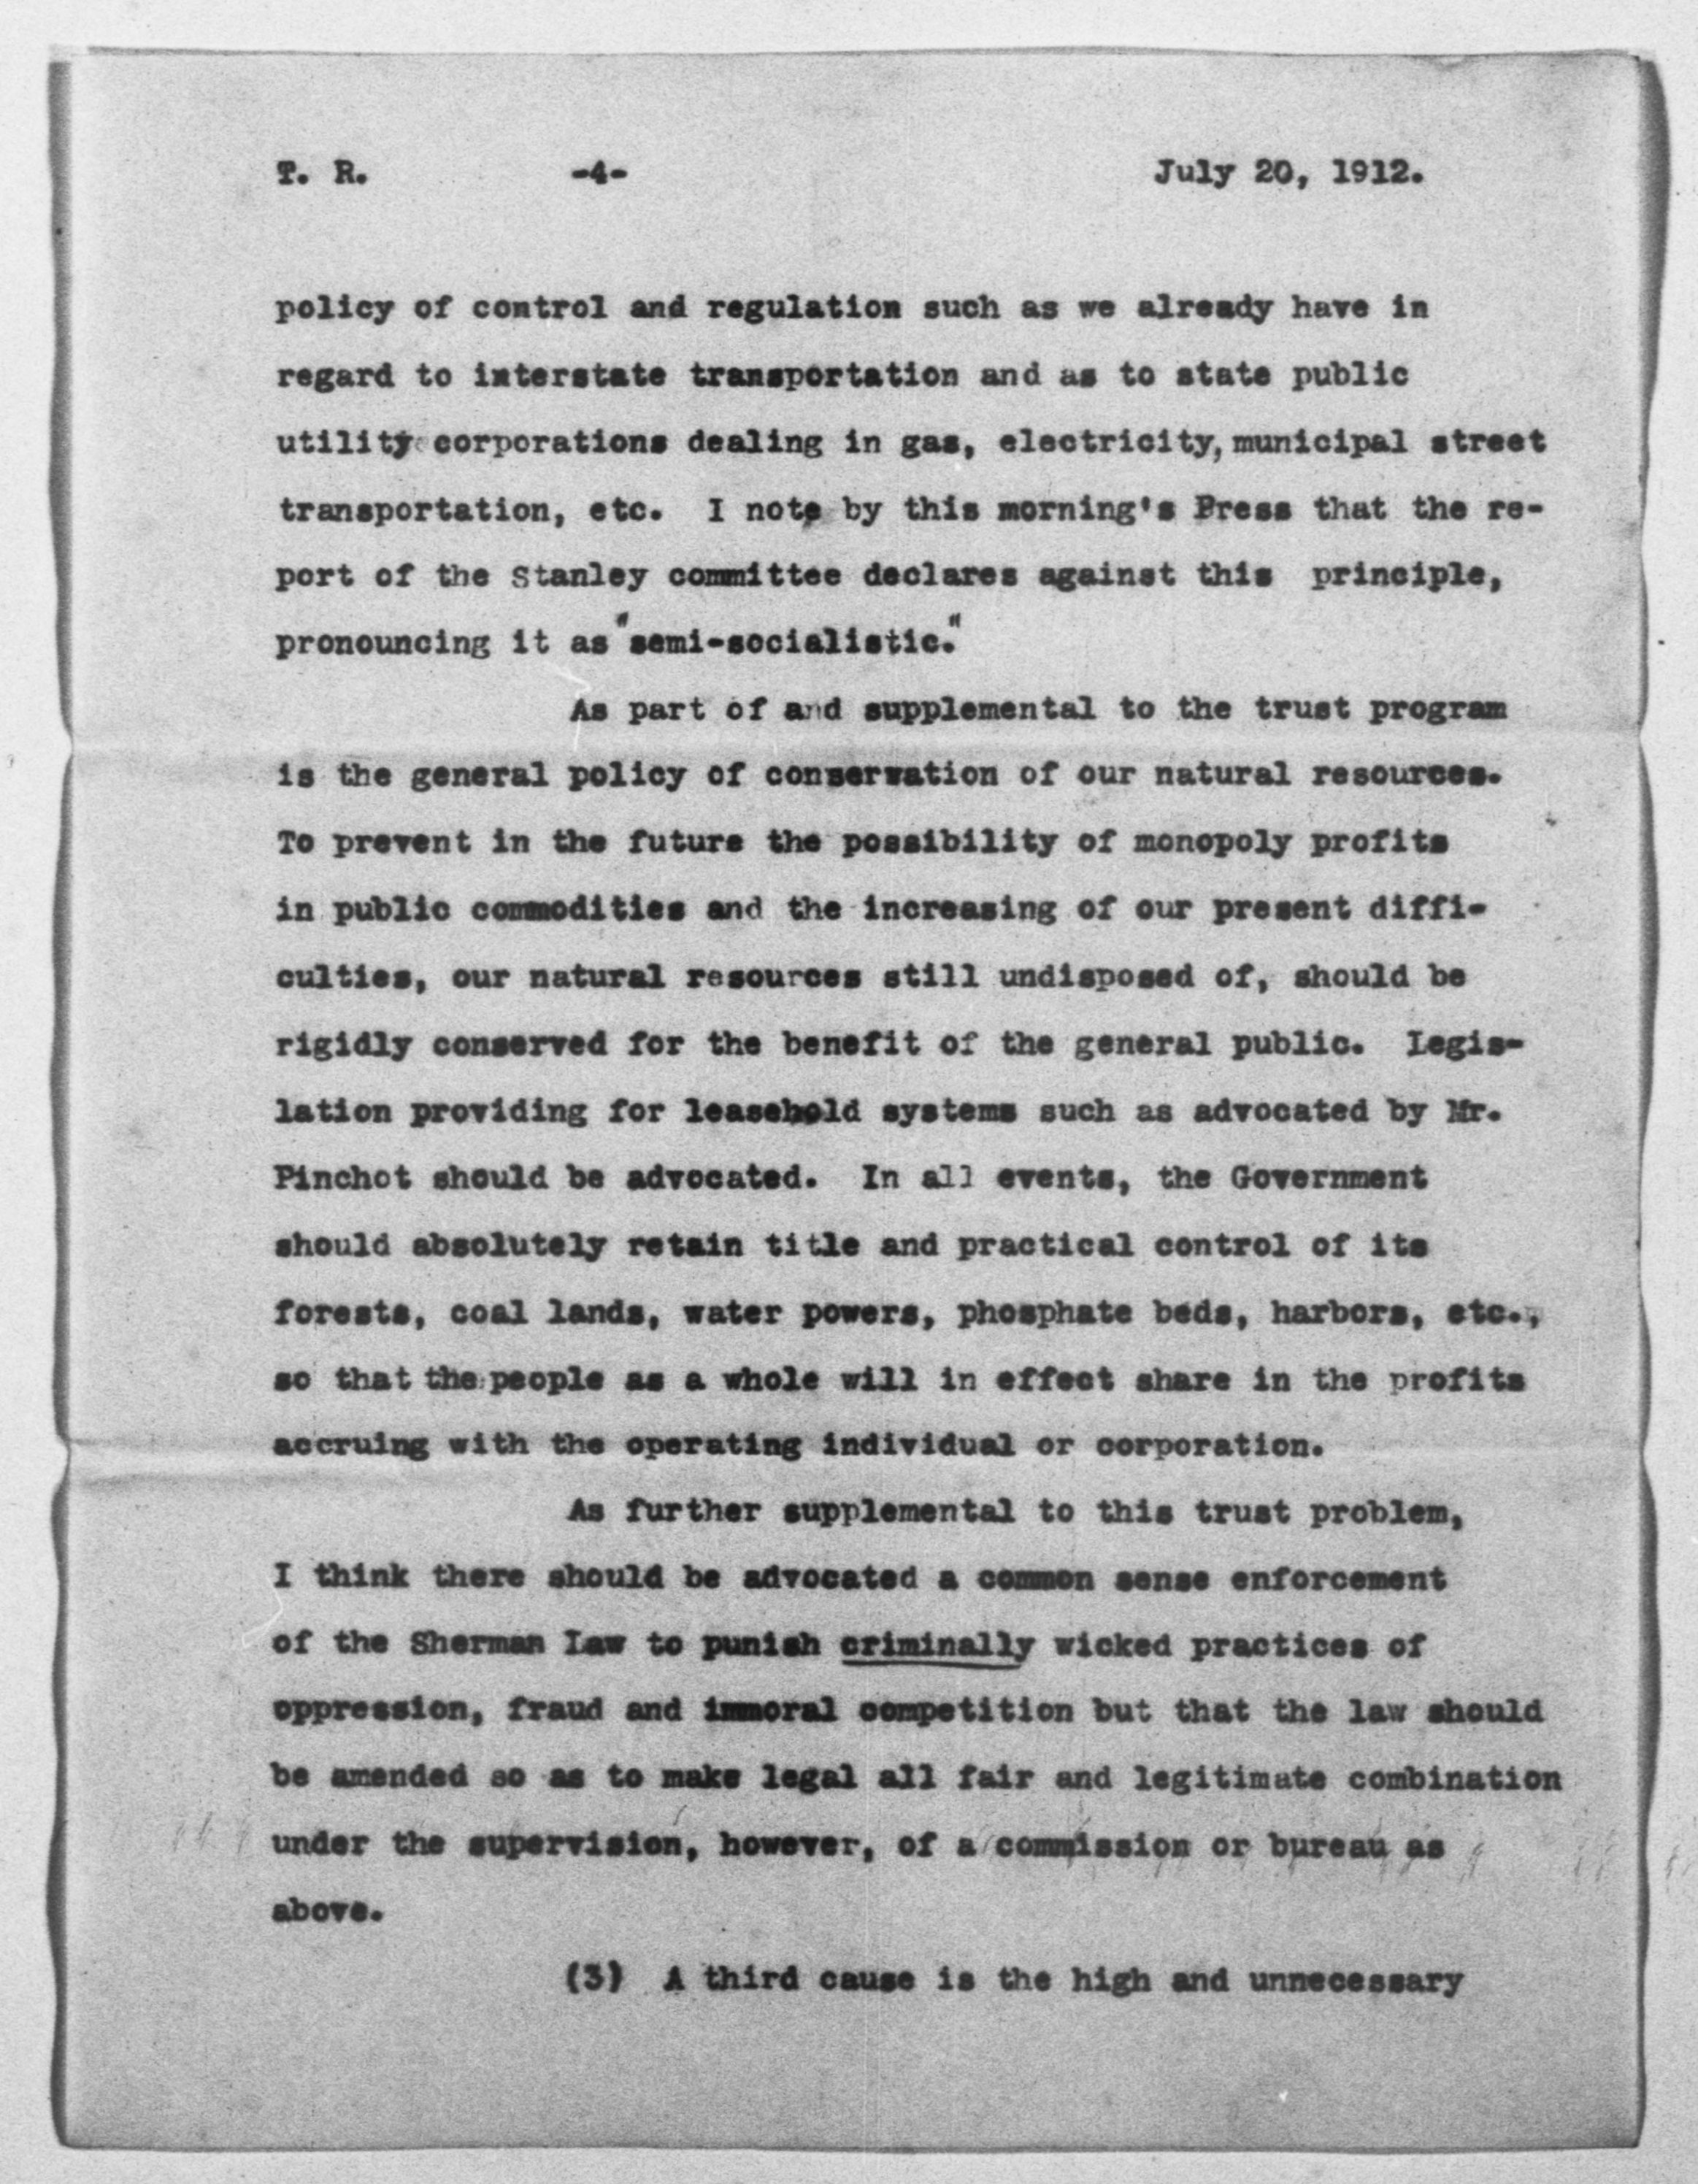 T. R. -4- July 20, 1912.
policy of control and regulation such as we already have in
regard to interstate transportation and as to state public
utility corporations dealing in gas, electricity, municipal street
transportation, etc. I note by this morning's Press that the re-
port of the Stanley committee declares against this principle,
pronouncing it as "semi-socialistic."
As part of and supplemental to the trust program
is the general policy of conservation of our natural resources.
To prevent in the future the possibility of monopoly profits
in public commodities and the increasing of our present diffi-
culties, our natural resources still undisposed of, should be
rigidly conserved for the benefit of the general public. Legis-
lation providing for leasehold systems such as advocated by Mr.
Pinchot should be advocated. In all events, the Government
should absolutely retain title and practical control of its
forests, coal lands, water powers, phosphate beds, harbors, etc.,
so that the people as a whole will in effect share in the profits
accruing with the operating individual or corporation.
As further supplemental to this trust problem,
I think there should be advocated a common sense enforcement
of the Sherman Law to punish criminally wicked practices of
oppression, fraud and immoral competition but that the law should
be amended so as to make legal all fair and legitimate combination
under the supervision, however, of a commission or bureau as
above.
(3) A third cause is the high and unnecessary